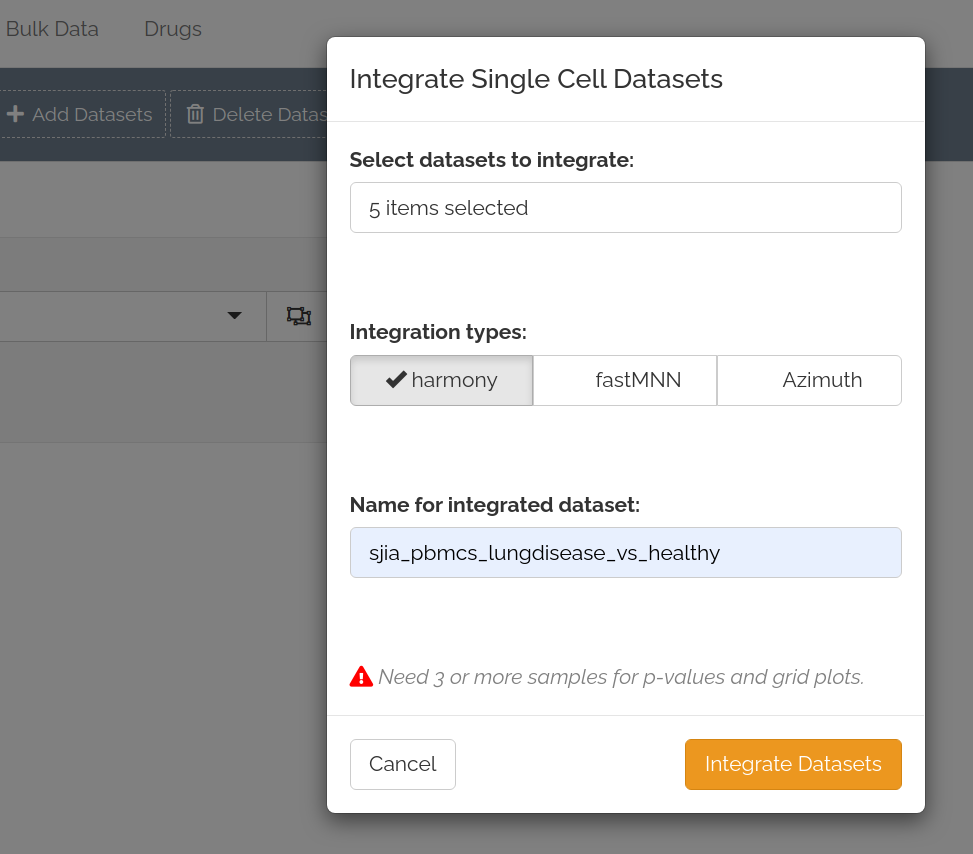 Bulk Data
Drugs
Add Datasets
Delete Datas
Integrate Single Cell Datasets
Select datasets to integrate:
5 items selected
Integration types:
harmony
fastMNN
Azimuth
Name for integrated dataset:
sjia_pbmcs_lungdisease_vs_healthy
Need 3 or more samples for p-values and grid plots.
Cancel
Integrate Datasets